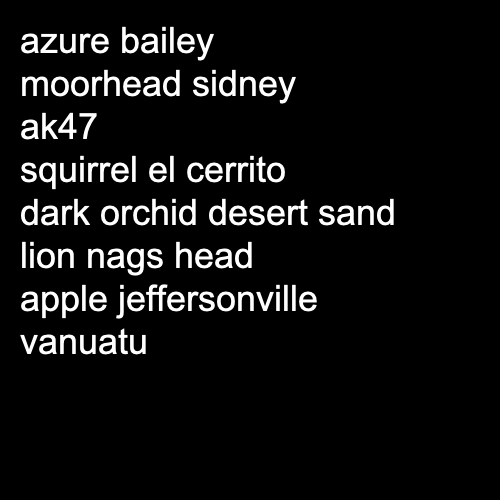 azure bailey
moorhead sidney
ak47
squirrel el cerrito
dark orchid desert sand
lion nags head
apple jeffersonville
vanuatu